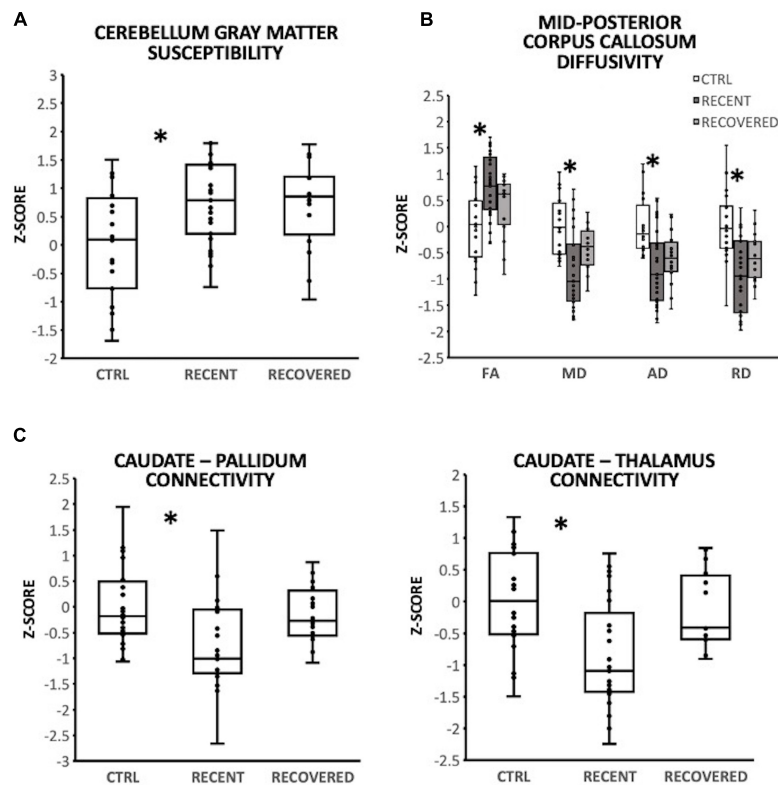 A
CEREBELLUM GRAY MATTER
SUSCEPTIBILITY
3
2.5
2
1.5
1
0.5
0
-0.5
-1
-1.5
-2
Z-SCORE
*
CTRL RECENT RECOVERED
B
MID-POSTERIOR
CORPUS CALLOSUM
DIFFUSIVITY
CTRL
RECENT
RECOVERED
2.5
2
1.5
1
0.5
0
-0.5
-1
-1.5
-2
-2.5
Z-SCORE
* * * *
FA MD AD RD
C
CAUDATE – PALLIDUM
CONNECTIVITY
2.5
2
1.5
1
0.5
0
-0.5
-1
-1.5
-2
-2.5
-3
Z-SCORE
*
CTRL RECENT RECOVERED
CAUDATE – THALAMUS
CONNECTIVITY
2
1.5
1
0.5
0
-0.5
-1
-1.5
-2
-2.5
Z-SCORE
*
CTRL RECENT RECOVERED